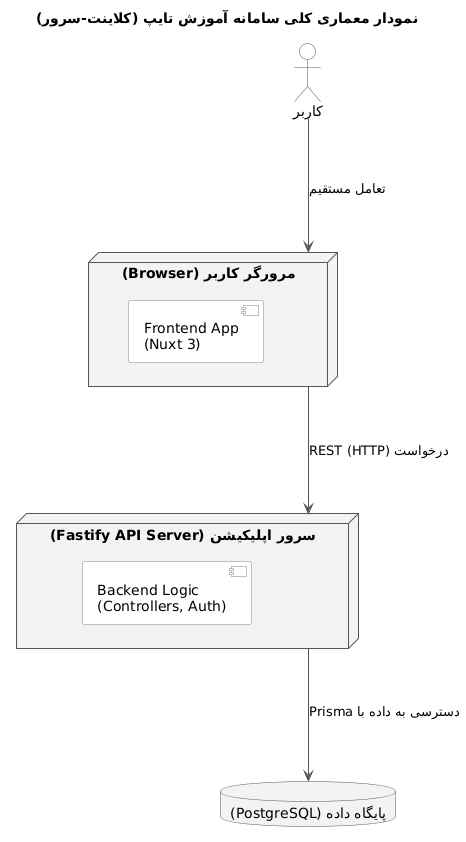 نمودار معماری کلی سامانه آموزش تایپ (کلاینت-سرور)
کاربر
تعامل مستقیم
مرورگر کاربر (Browser)
Frontend App
(Nuxt 3)
درخواست REST (HTTP)
سرور اپلیکیشن (Fastify API Server)
Backend Logic
(Controllers, Auth)
دسترسی به داده با Prisma
پایگاه داده (PostgreSQL)